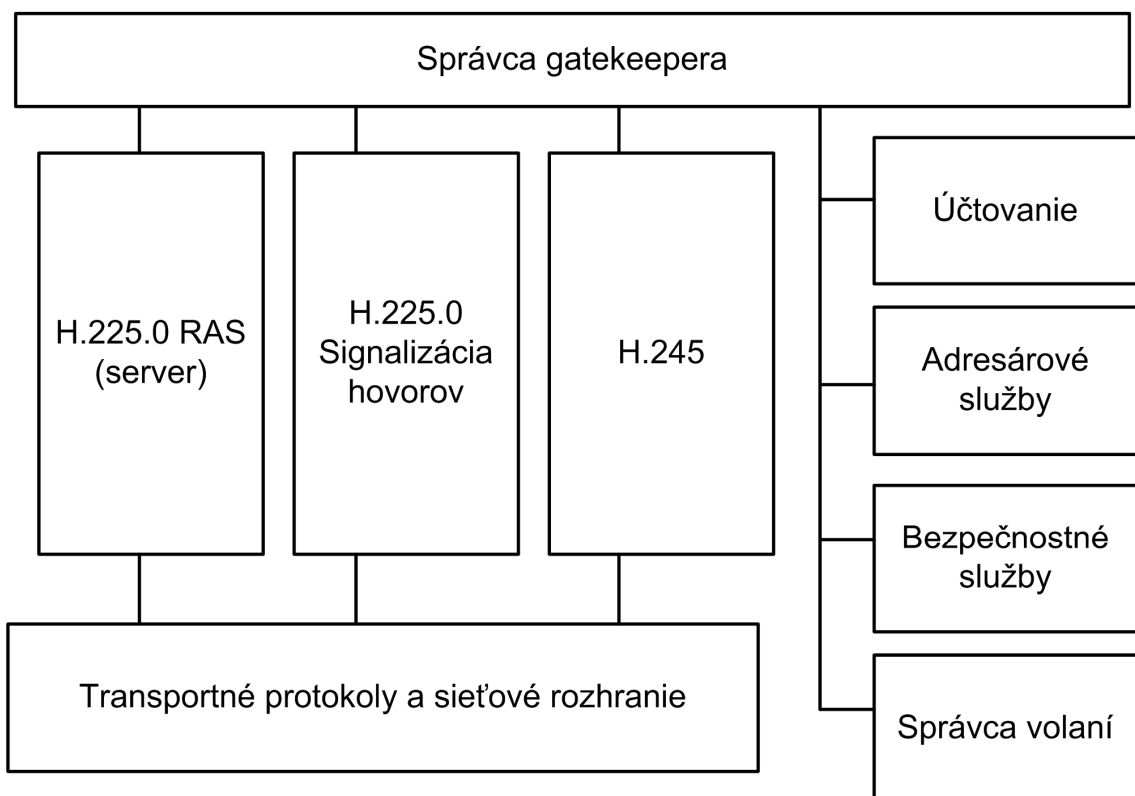 Správca gatekeepera
H.225.0 RAS
(server)
H.225.0
Signalizácia
hovorov
H.245
Účtovanie
Adresárové
služby
Bezpečnostné
služby
Správca volaní
Transportné protokoly a sieťové rozhranie